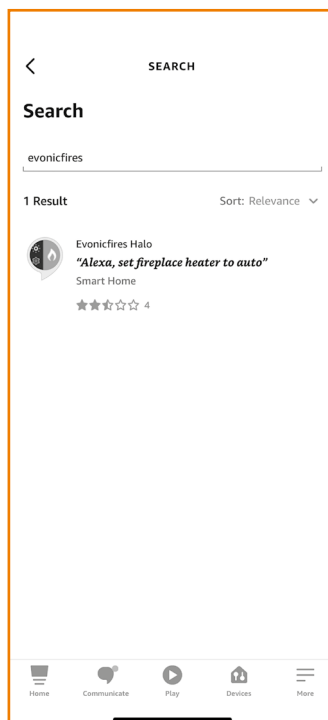 SEARCH
Search
evonicfires
1 Result Sort: Relevance
Evonicfires Halo
“Alexa, set fireplace heater to auto”
Smart Home
4
Home Communicate Play Devices More